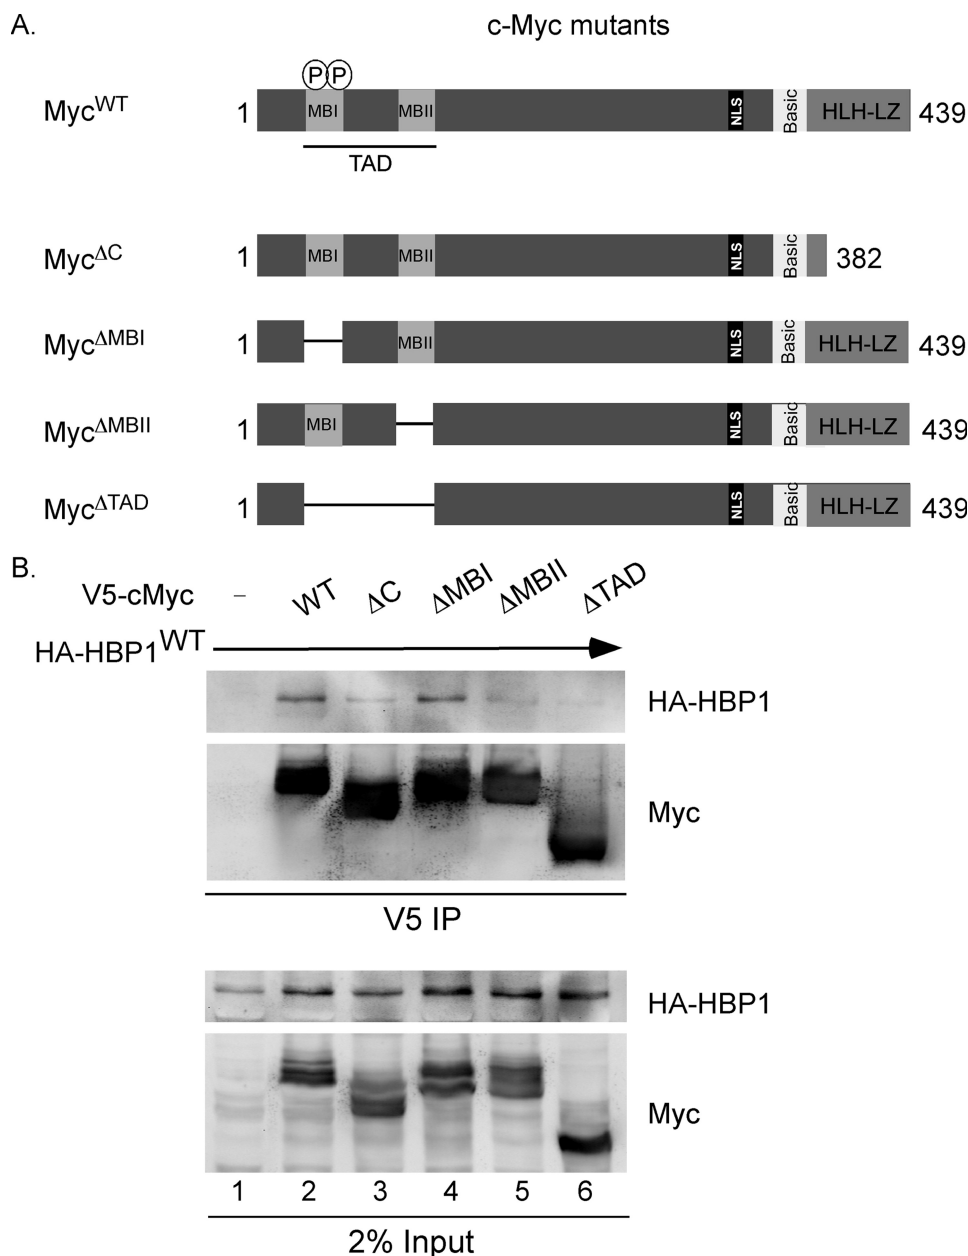 A. c-Myc mutants
P P
MycWT 1 MBI MBII NLS Basic HLH-LZ 439
TAD
MycΔC 1 MBI MBII NLS Basic 382
MycΔMBI 1 MBII NLS Basic HLH-LZ 439
MycΔMBII 1 MBI NLS Basic HLH-LZ 439
MycΔTAD 1 NLS Basic HLH-LZ 439
B.
V5-cMyc – WT ΔC ΔMBI ΔMBII ΔTAD
HA-HBP1WT
HA-HBP1
Myc
V5 IP
HA-HBP1
Myc
1 2 3 4 5 6
2% Input